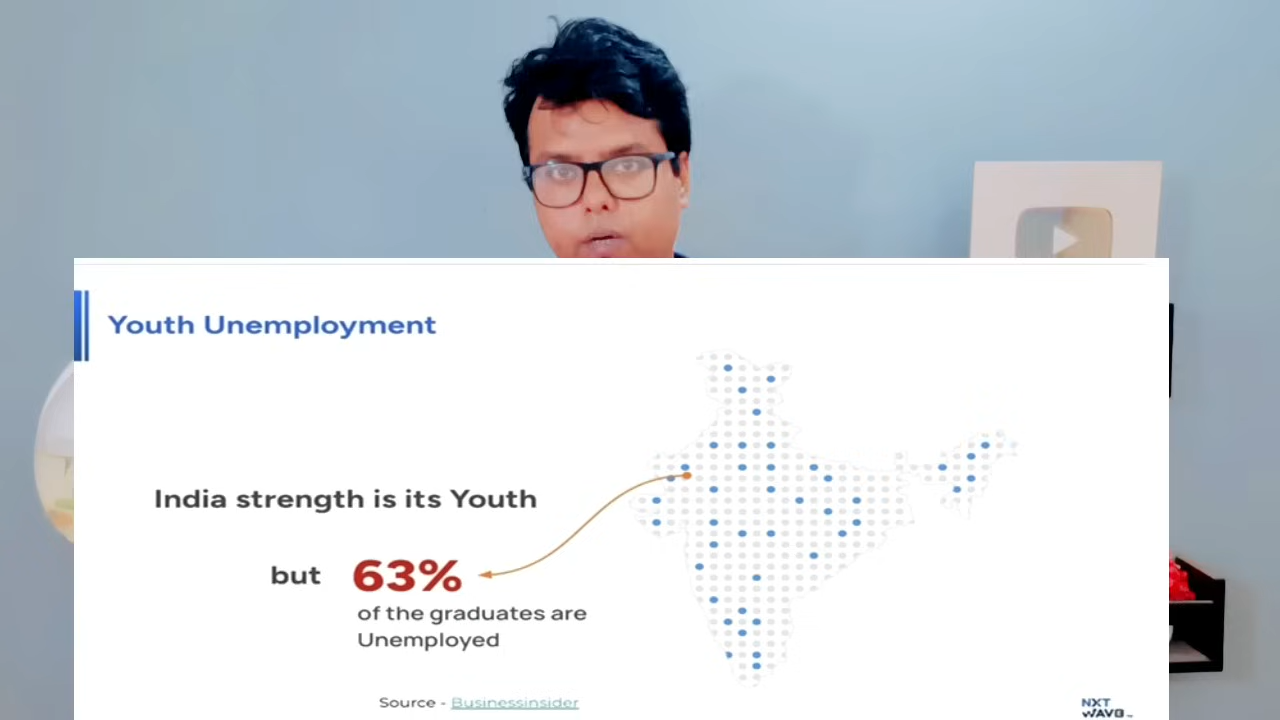 Youth Unemployment
India strength is its Youth
but 63%
of the graduates are
Unemployed
Source - Businessinsider
NXT
WAVE